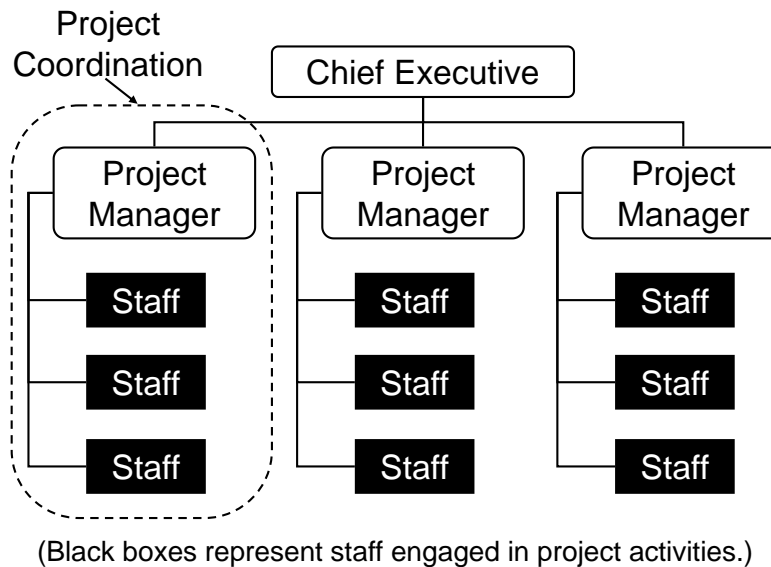 Project
Coordination
Chief Executive
Project
Manager
Project
Manager
Project
Manager
Staff
Staff
Staff
Staff
Staff
Staff
Staff
Staff
Staff
(Black boxes represent staff engaged in project activities.)